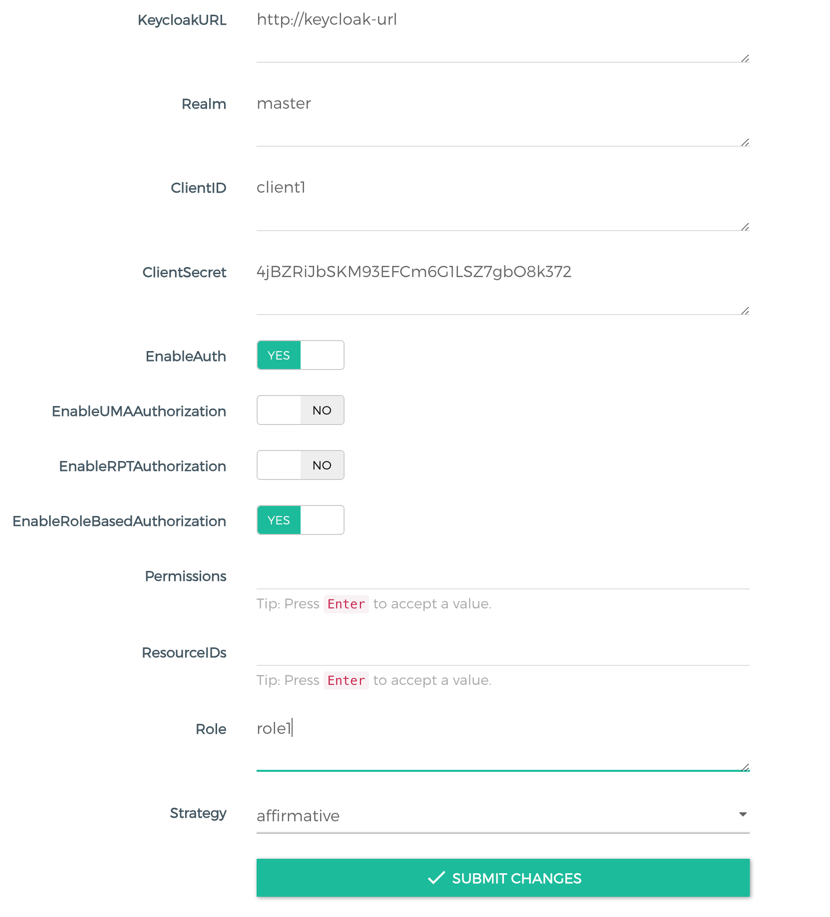 KeycloakURL http://keycloak-url
Realm master
ClientID client1
ClientSecret 4jBZRiJbSKM93EFCm6G1LSZ7gbO8k372
EnableAuth YES
EnableUMAAuthorization NO
EnableRPTAuthorization NO
EnableRoleBasedAuthorization YES
Permissions
Tip: Press Enter to accept a value.
ResourceIDs
Tip: Press Enter to accept a value.
Role role1
Strategy affirmative
SUBMIT CHANGES